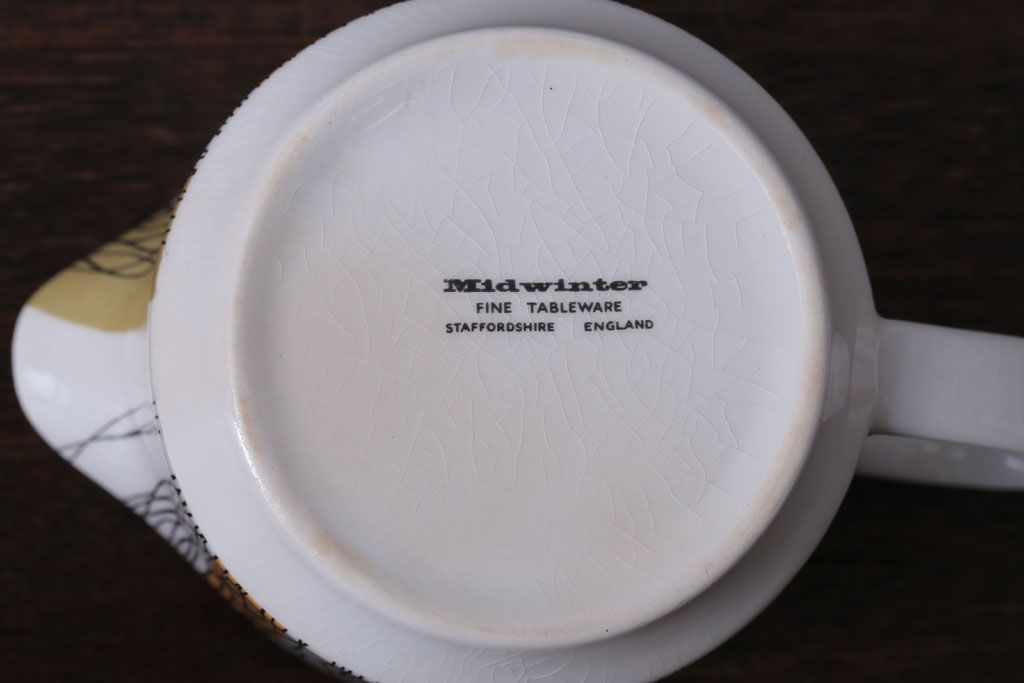 Midwinter
FINE TABLEWARE
STAFFORDSHIRE ENGLAND